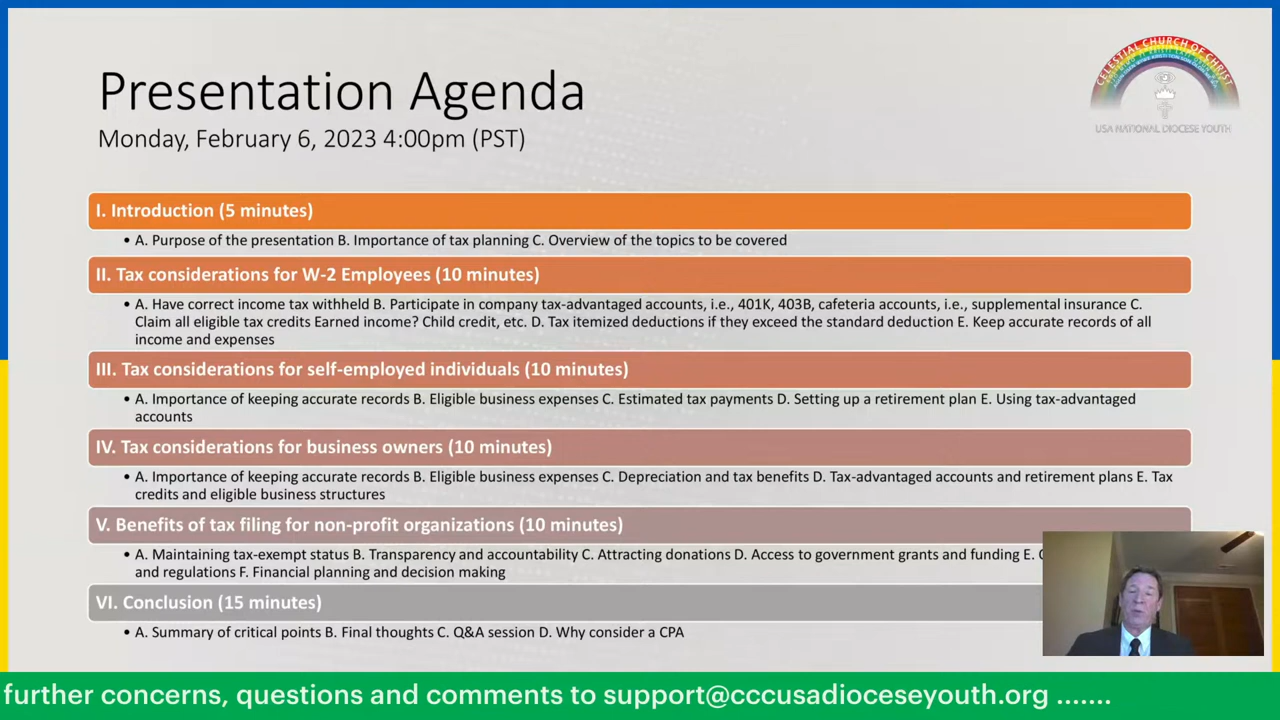 Presentation Agenda
Monday, February 6, 2023 4:00pm (PST)
CELESTIAL CHURCH OF CHRIST
USA NATIONAL DIOCESE YOUTH
I. Introduction (5 minutes)
• A. Purpose of the presentation B. Importance of tax planning C. Overview of the topics to be covered
II. Tax considerations for W-2 Employees (10 minutes)
• A. Have correct income tax withheld B. Participate in company tax-advantaged accounts, i.e., 401K, 403B, cafeteria accounts, i.e., supplemental insurance C.
Claim all eligible tax credits Earned income? Child credit, etc. D. Tax itemized deductions if they exceed the standard deduction E. Keep accurate records of all
income and expenses
III. Tax considerations for self-employed individuals (10 minutes)
• A. Importance of keeping accurate records B. Eligible business expenses C. Estimated tax payments D. Setting up a retirement plan E. Using tax-advantaged
accounts
IV. Tax considerations for business owners (10 minutes)
• A. Importance of keeping accurate records B. Eligible business expenses C. Depreciation and tax benefits D. Tax-advantaged accounts and retirement plans E. Tax
credits and eligible business structures
V. Benefits of tax filing for non-profit organizations (10 minutes)
• A. Maintaining tax-exempt status B. Transparency and accountability C. Attracting donations D. Access to government grants and funding E.
and regulations F. Financial planning and decision making
VI. Conclusion (15 minutes)
• A. Summary of critical points B. Final thoughts C. Q&A session D. Why consider a CPA
further concerns, questions and comments to support@cccusadioceseyouth.org .......